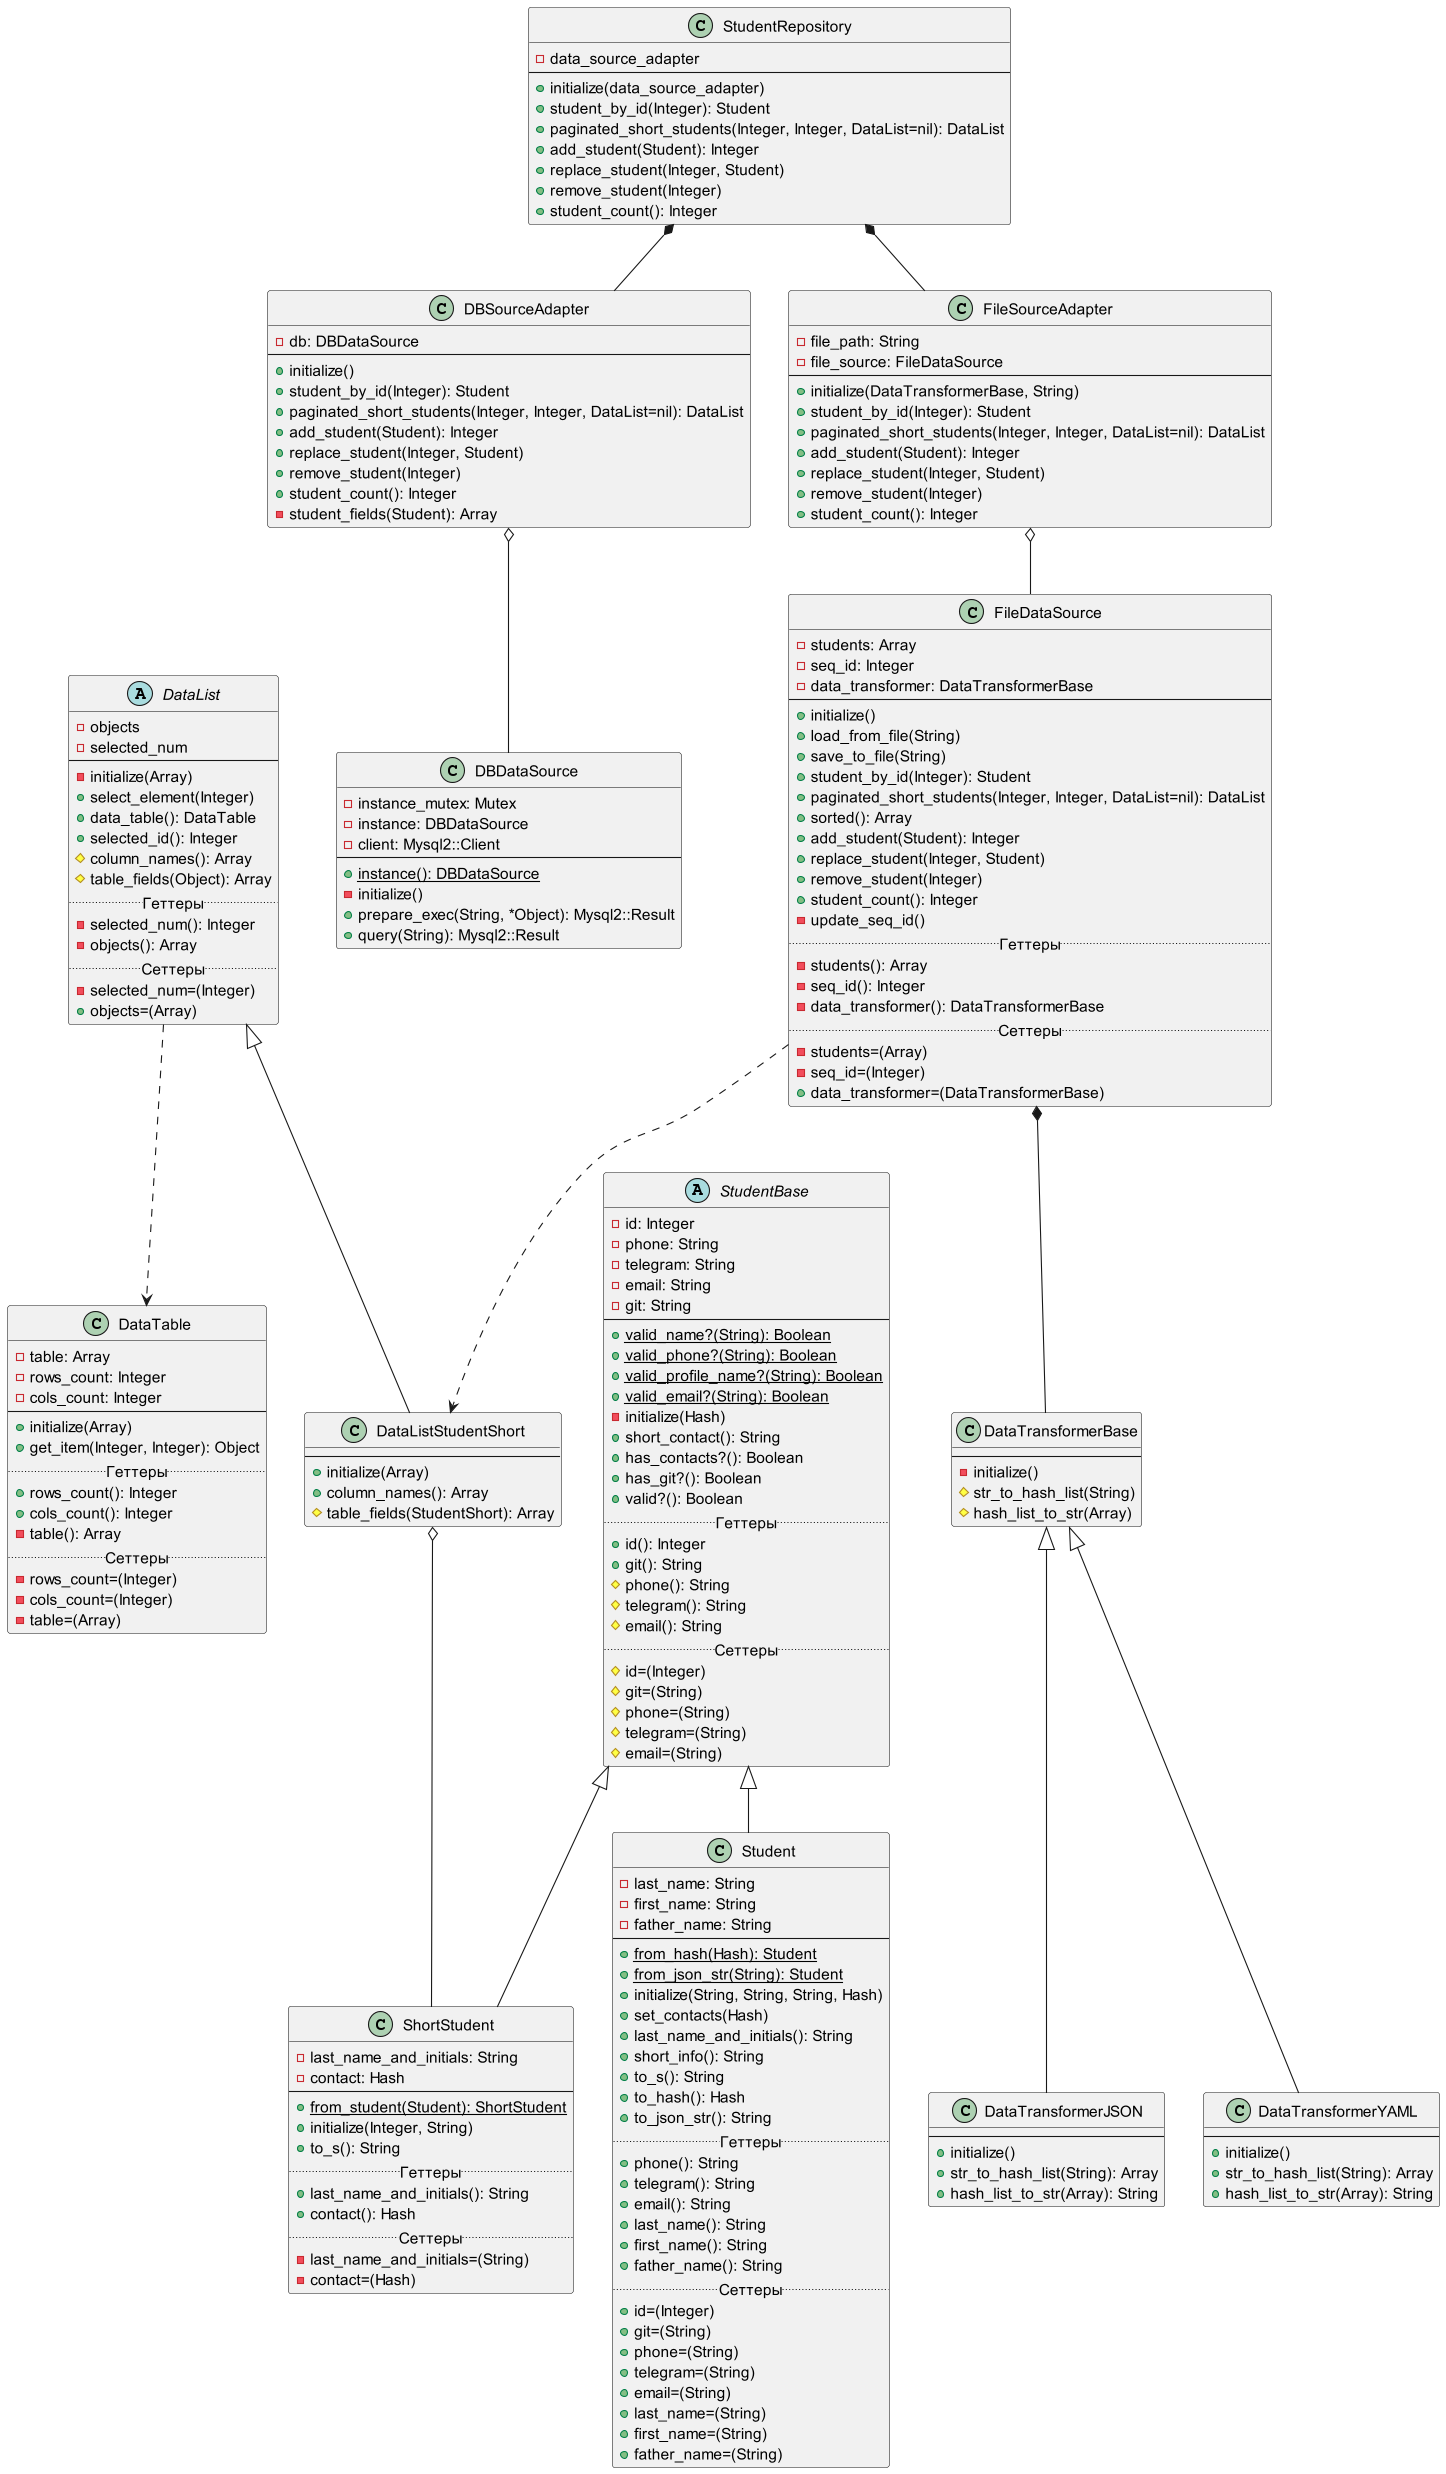 StudentRepository
data_source_adapter
initialize(data_source_adapter)
student_by_id(Integer): Student
paginated_short_students(Integer, Integer, DataList=nil): DataList
add_student(Student): Integer
replace_student(Integer, Student)
remove_student(Integer)
student_count(): Integer
DBSourceAdapter
db: DBDataSource
initialize()
student_by_id(Integer): Student
paginated_short_students(Integer, Integer, DataList=nil): DataList
add_student(Student): Integer
replace_student(Integer, Student)
remove_student(Integer)
student_count(): Integer
student_fields(Student): Array
FileSourceAdapter
file_path: String
file_source: FileDataSource
initialize(DataTransformerBase, String)
student_by_id(Integer): Student
paginated_short_students(Integer, Integer, DataList=nil): DataList
add_student(Student): Integer
replace_student(Integer, Student)
remove_student(Integer)
student_count(): Integer
FileDataSource
students: Array
seq_id: Integer
data_transformer: DataTransformerBase
initialize()
load_from_file(String)
save_to_file(String)
student_by_id(Integer): Student
paginated_short_students(Integer, Integer, DataList=nil): DataList
sorted(): Array
add_student(Student): Integer
replace_student(Integer, Student)
remove_student(Integer)
student_count(): Integer
update_seq_id()
Геттеры
students(): Array
seq_id(): Integer
data_transformer(): DataTransformerBase
Сеттеры
students=(Array)
seq_id=(Integer)
data_transformer=(DataTransformerBase)
DataList
objects
selected_num
initialize(Array)
select_element(Integer)
data_table(): DataTable
selected_id(): Integer
column_names(): Array
table_fields(Object): Array
Геттеры
selected_num(): Integer
objects(): Array
Сеттеры
selected_num=(Integer)
objects=(Array)
DBDataSource
instance_mutex: Mutex
instance: DBDataSource
client: Mysql2::Client
instance(): DBDataSource
initialize()
prepare_exec(String, *Object): Mysql2::Result
query(String): Mysql2::Result
StudentBase
id: Integer
phone: String
telegram: String
email: String
git: String
valid_name?(String): Boolean
valid_phone?(String): Boolean
valid_profile_name?(String): Boolean
valid_email?(String): Boolean
initialize(Hash)
short_contact(): String
has_contacts?(): Boolean
has_git?(): Boolean
valid?(): Boolean
Геттеры
id(): Integer
git(): String
phone(): String
telegram(): String
email(): String
Сеттеры
id=(Integer)
git=(String)
phone=(String)
telegram=(String)
email=(String)
DataTable
table: Array
rows_count: Integer
cols_count: Integer
initialize(Array)
get_item(Integer, Integer): Object
Геттеры
rows_count(): Integer
cols_count(): Integer
table(): Array
Сеттеры
rows_count=(Integer)
cols_count=(Integer)
table=(Array)
DataListStudentShort
initialize(Array)
column_names(): Array
table_fields(StudentShort): Array
DataTransformerBase
initialize()
str_to_hash_list(String)
hash_list_to_str(Array)
Student
last_name: String
first_name: String
father_name: String
from_hash(Hash): Student
from_json_str(String): Student
initialize(String, String, String, Hash)
set_contacts(Hash)
last_name_and_initials(): String
short_info(): String
to_s(): String
to_hash(): Hash
to_json_str(): String
Геттеры
phone(): String
telegram(): String
email(): String
last_name(): String
first_name(): String
father_name(): String
Сеттеры
id=(Integer)
git=(String)
phone=(String)
telegram=(String)
email=(String)
last_name=(String)
first_name=(String)
father_name=(String)
ShortStudent
last_name_and_initials: String
contact: Hash
from_student(Student): ShortStudent
initialize(Integer, String)
to_s(): String
Геттеры
last_name_and_initials(): String
contact(): Hash
Сеттеры
last_name_and_initials=(String)
contact=(Hash)
DataTransformerJSON
initialize()
str_to_hash_list(String): Array
hash_list_to_str(Array): String
DataTransformerYAML
initialize()
str_to_hash_list(String): Array
hash_list_to_str(Array): String